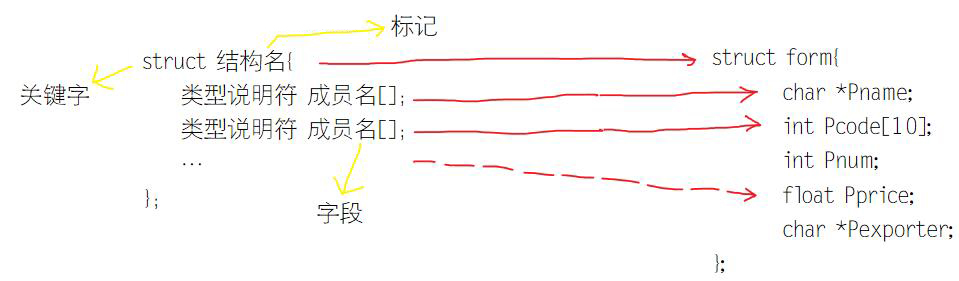 标记
struct 结构名{
关键字
类型说明符 成员名[];
类型说明符 成员名[];
...
字段
};
struct form{
char *Pname;
int Pcode[10];
int Pnum;
float Pprice;
char *Pexporter;
};